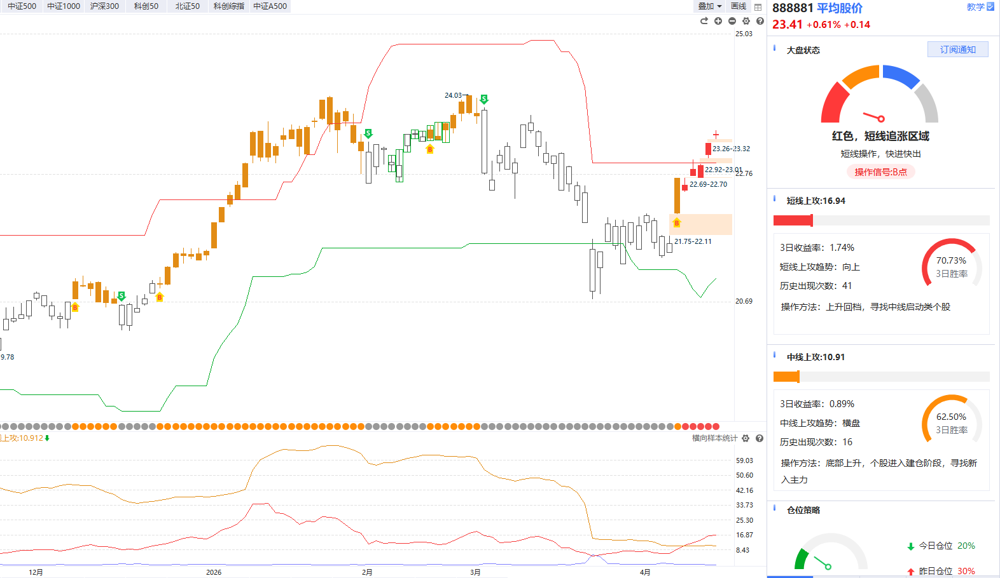 中证500 中证1000 沪深300 科创50 北证50 科创综指 中证A500 叠加 画线
888881 平均股价 教学
23.41 +0.61% +0.14
大盘状态 订阅通知
红色，短线追涨区域
短线操作，快进快出
操作信号:B点
短线上攻:16.94
3日收益率：1.74%
短线上攻趋势：向上
历史出现次数：41
操作方法：上升回档，寻找中线启动类个股
70.73%
3日胜率
中线上攻:10.91
3日收益率：0.89%
中线上攻趋势：横盘
历史出现次数：16
操作方法：底部上升，个股进入建仓阶段，寻找新
入主力
62.50%
3日胜率
仓位策略
今日仓位 20%
昨日仓位 30%
25.03
24.03
S
S
B
23.26-23.32
22.92-23.01
22.76
22.69-22.70
B
21.75-22.11
S
B
B
20.69
9.78
线上攻:10.912
横向样本统计
59.03
50.60
42.16
33.73
25.30
16.87
8.43
12月 2026 2月 3月 4月